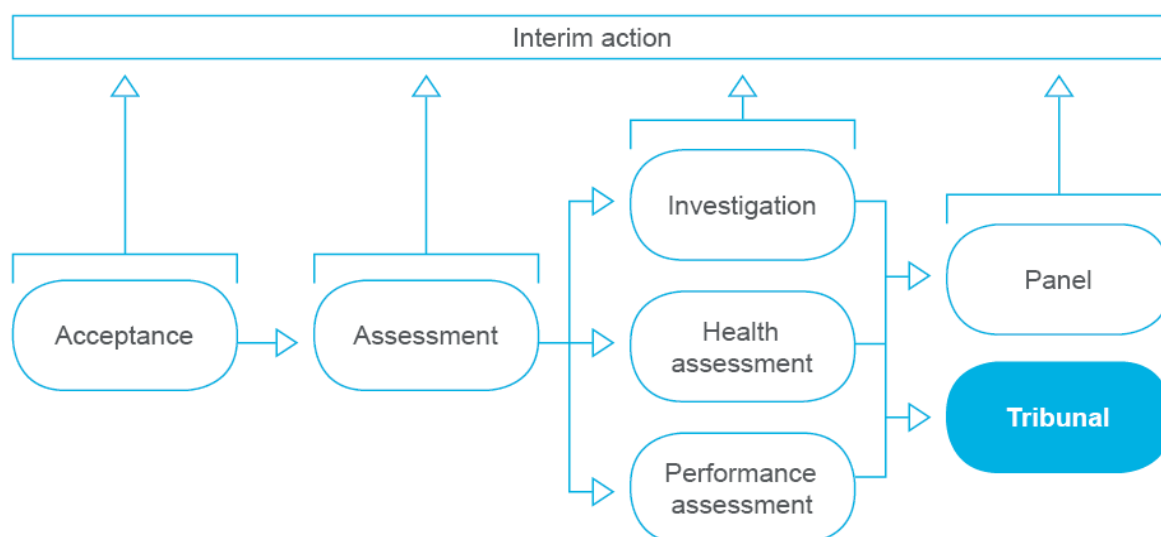 Interim action
Acceptance
Assessment
Investigation
Health
assessment
Performance
assessment
Panel
Tribunal